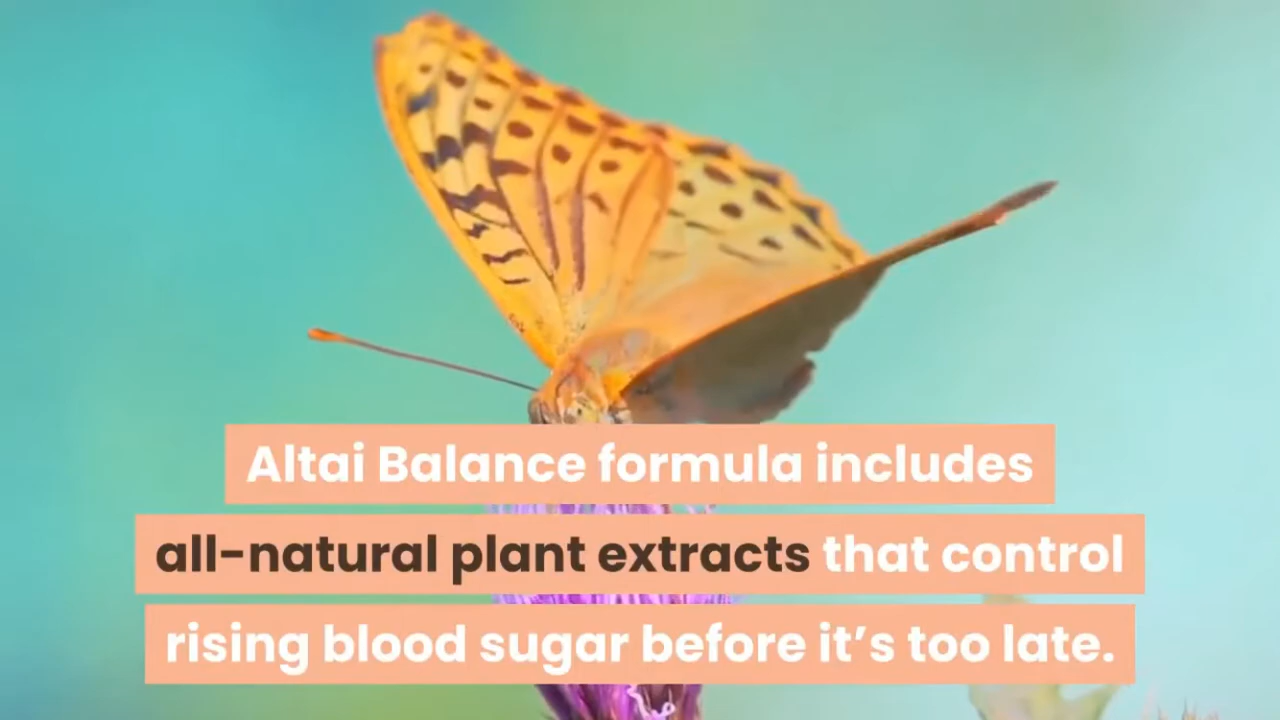 Altai Balance formula includes
all-natural plant extracts that control
rising blood sugar before it’s too late.